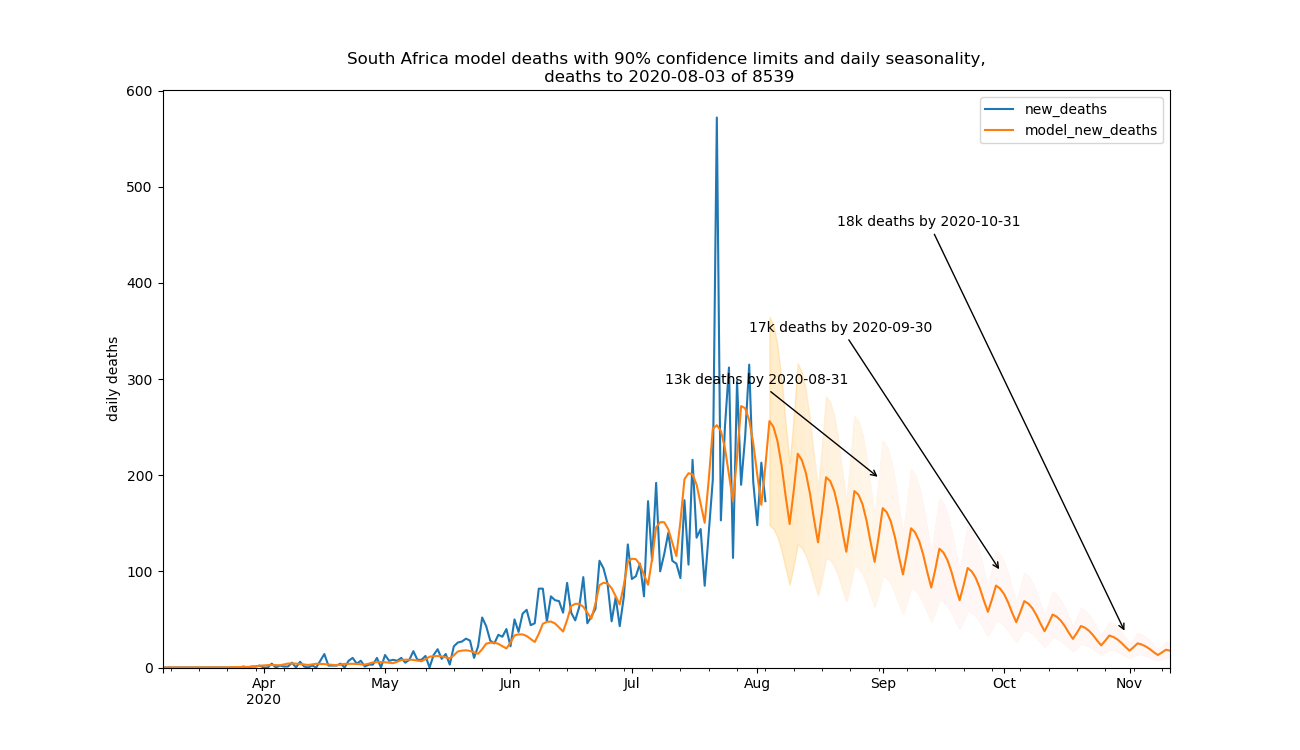 South Africa model deaths with 90% confidence limits and daily seasonality,
deaths to 2020-08-03 of 8539
new_deaths
model_new_deaths
daily deaths
600
500
400
300
200
100
0
18k deaths by 2020-10-31
17k deaths by 2020-09-30
13k deaths by 2020-08-31
Apr
2020
May
Jun
Jul
Aug
Sep
Oct
Nov